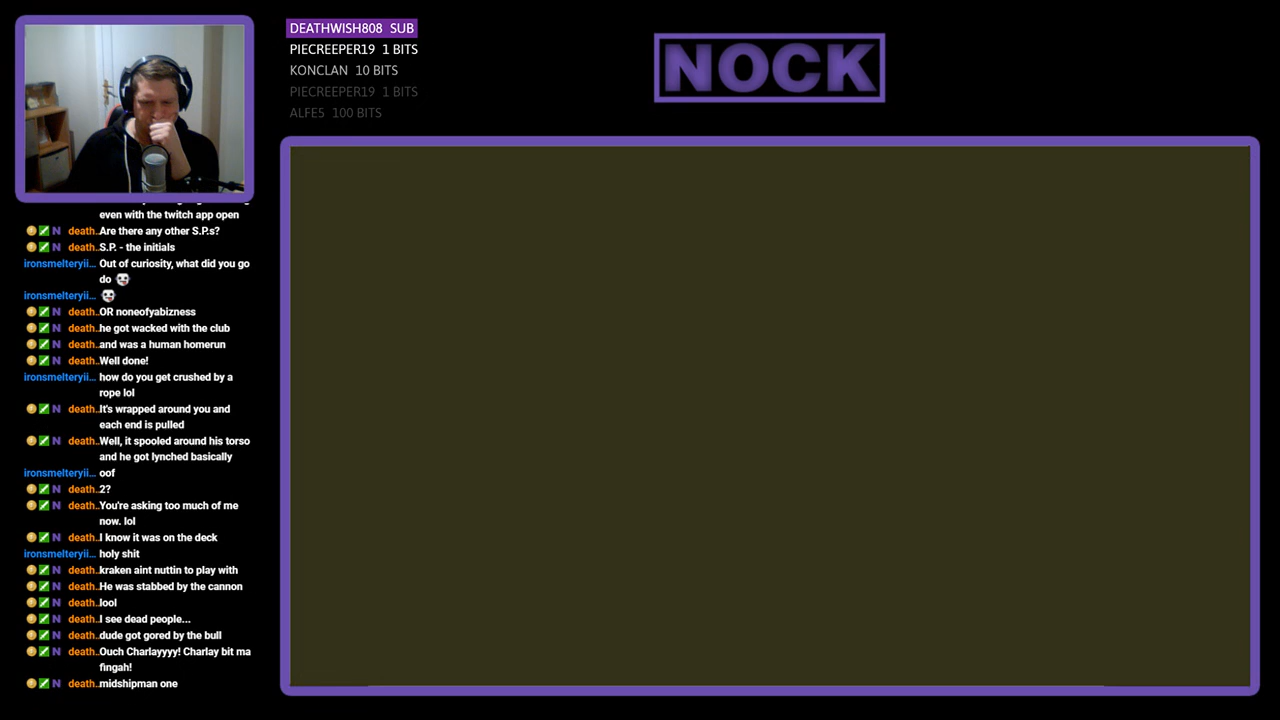 DEATHWISH808 SUB
PIECREEPER19 1 BITS
KONCLAN 10 BITS
PIECREEPER19 1 BITS
ALFE5 100 BITS
NOCK
even with the twitch app open
death.. Are there any other S.P.s?
death.. S.P. - the initials
ironsmelteryii... Out of curiosity, what did you go
do
ironsmelteryii...
death.. OR noneofyabizness
death.. he got wacked with the club
death.. and was a human homerun
death.. Well done!
ironsmelteryii... how do you get crushed by a
rope lol
death.. It's wrapped around you and
each end is pulled
death.. Well, it spooled around his torso
and he got lynched basically
ironsmelteryii... oof
death.. 2?
death.. You're asking too much of me
now. lol
death.. I know it was on the deck
ironsmelteryii... holy shit
death.. kraken aint nuttin to play with
death.. He was stabbed by the cannon
death.. lool
death.. I see dead people...
death.. dude got gored by the bull
death.. Ouch Charlayyyy! Charlay bit ma
fingah!
death.. midshipman one